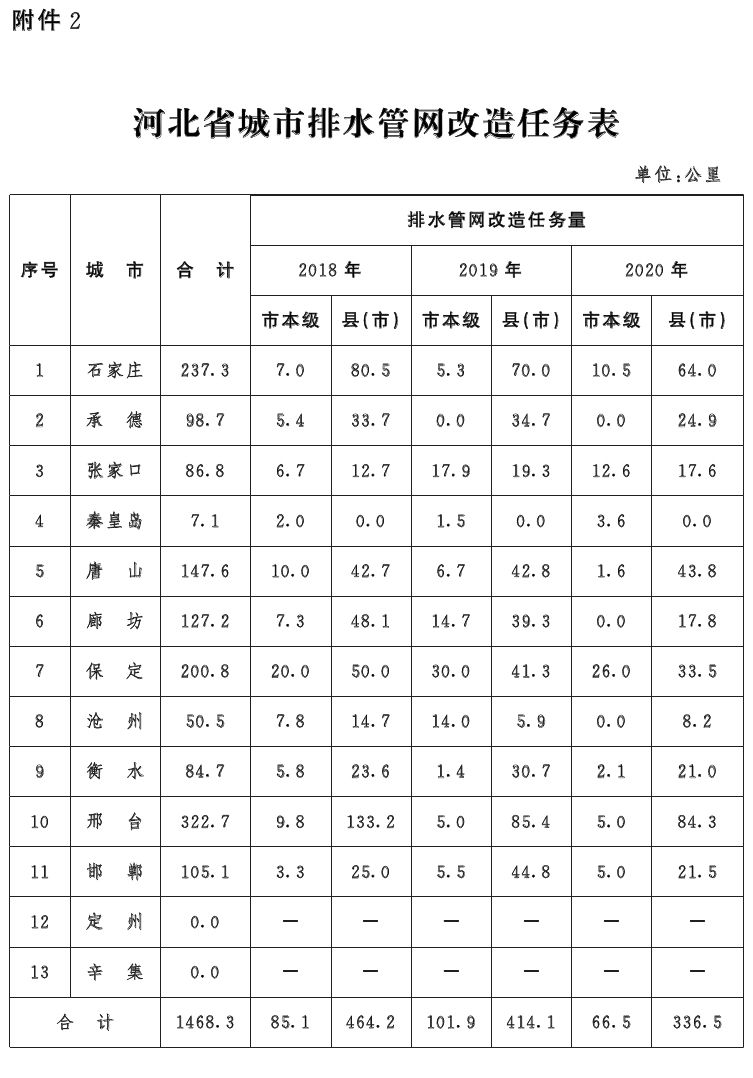 附件 2
河北省城市排水管网改造任务表
单位:公里
序号 城 市 合 计 排水管网改造任务量
2018 年 2019 年 2020 年
市本级 县(市) 市本级 县(市) 市本级 县(市)
1 石家庄 237.3 7.0 80.5 5.3 70.0 10.5 64.0
2 承 德 98.7 5.4 33.7 0.0 34.7 0.0 24.9
3 张家口 86.8 6.7 12.7 17.9 19.3 12.6 17.6
4 秦皇岛 7.1 2.0 0.0 1.5 0.0 3.6 0.0
5 唐 山 147.6 10.0 42.7 6.7 42.8 1.6 43.8
6 廊 坊 127.2 7.3 48.1 14.7 39.3 0.0 17.8
7 保 定 200.8 20.0 50.0 30.0 41.3 26.0 33.5
8 沧 州 50.5 7.8 14.7 14.0 5.9 0.0 8.2
9 衡 水 84.7 5.8 23.6 1.4 30.7 2.1 21.0
10 邢 台 322.7 9.8 133.2 5.0 85.4 5.0 84.3
11 邯 郸 105.1 3.3 25.0 5.5 44.8 5.0 21.5
12 定 州 0.0 — — — — — —
13 辛 集 0.0 — — — — — —
合 计 1468.3 85.1 464.2 101.9 414.1 66.5 336.5